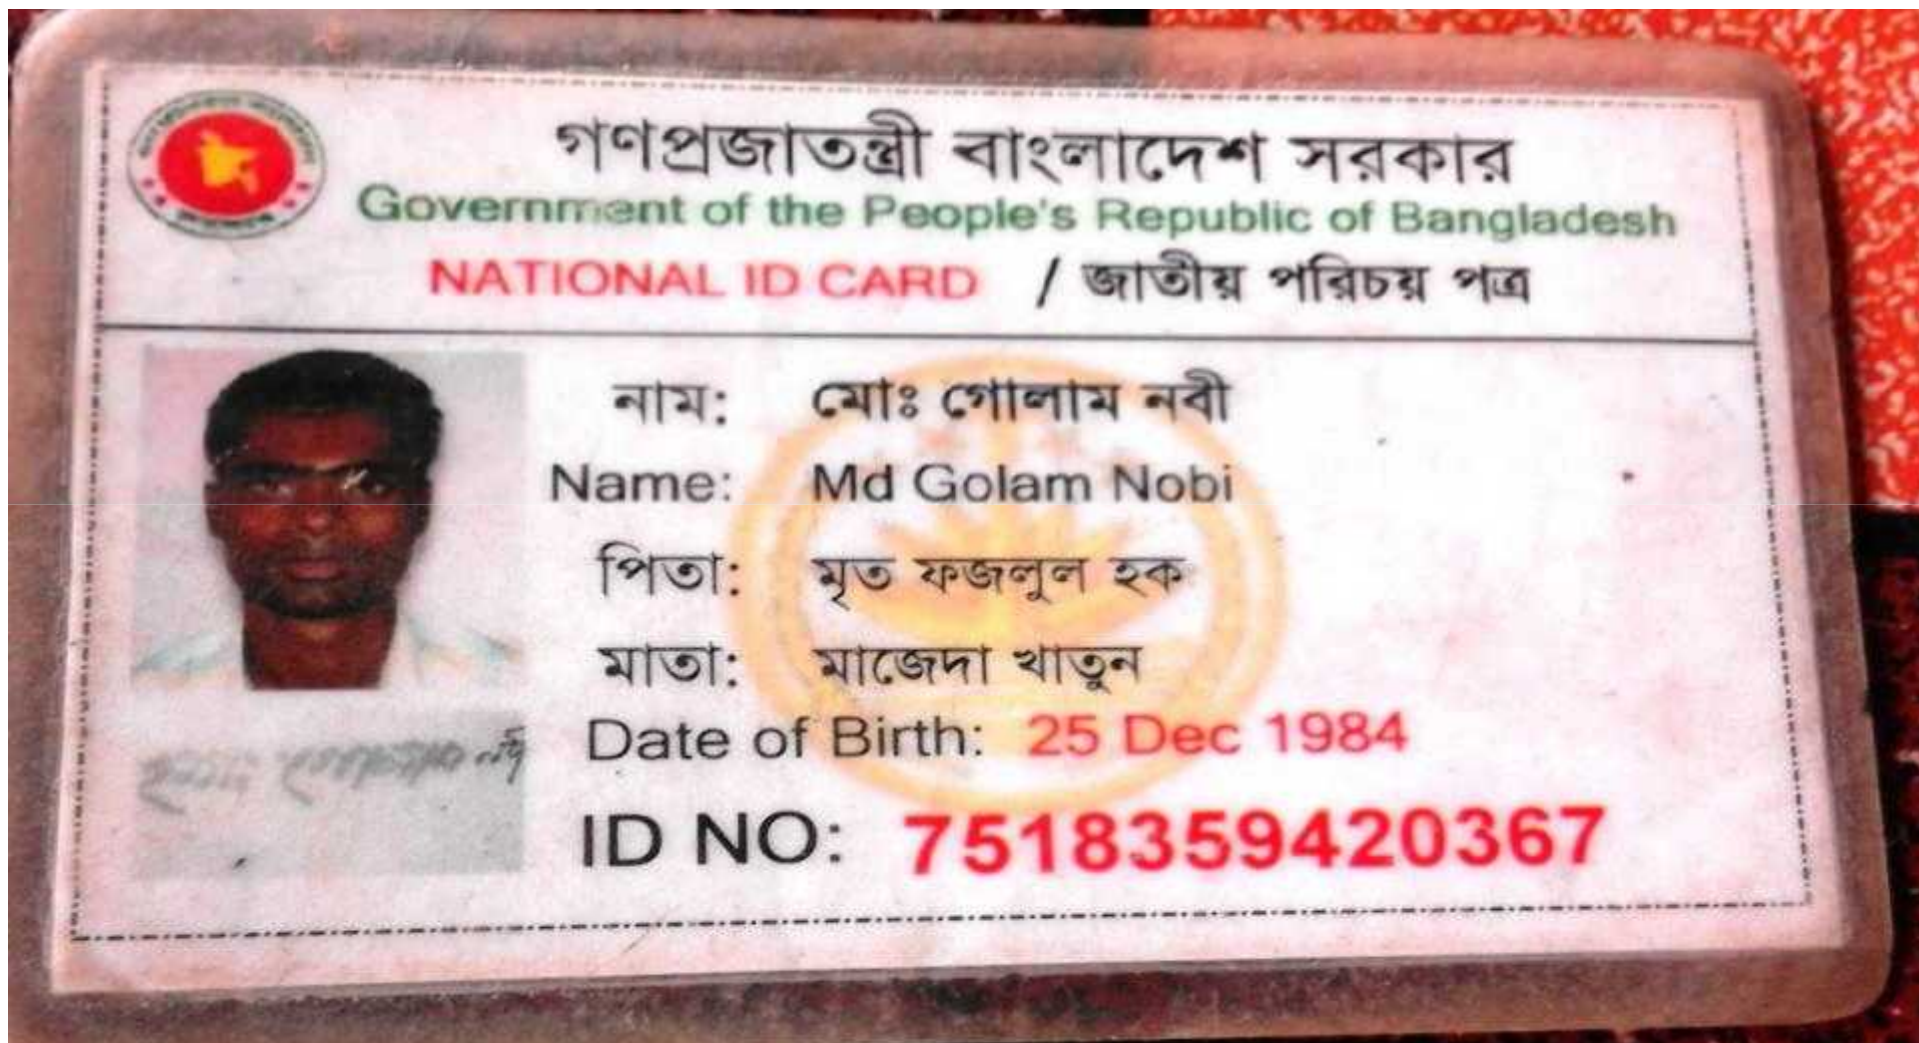 গণপ্রজাতন্ত্রী বাংলাদেশ সরকার
Government of the People's Republic of Bangladesh
NATIONAL ID CARD / জাতীয় পরিচয় পত্র
নাম: মোঃ গোলাম নবী
Name: Md Golam Nobi
পিতা: মৃত ফজলুল হক
মাতা: মাজেদা খাতুন
Date of Birth: 25 Dec 1984
ID NO: 7518359420367